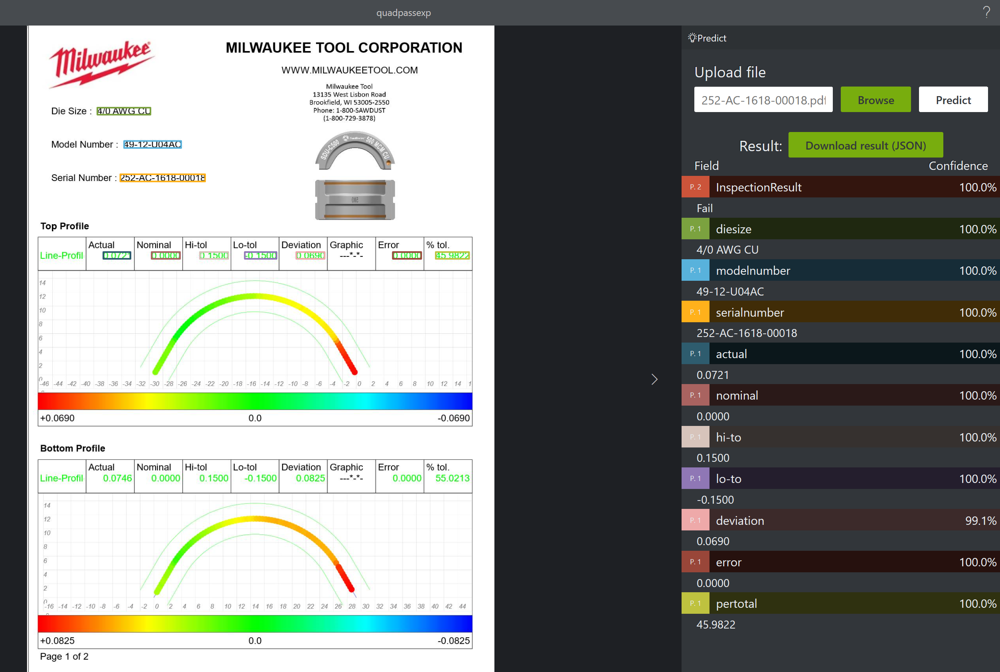 quadpassexp
?
Milwaukee®
MILWAUKEE TOOL CORPORATION
WWW.MILWAUKEETOOL.COM
Milwaukee Tool
13135 West Lisbon Road
Brookfield, WI 53005-2550
Phone: 1-800-SAWDUST
(1-800-729-3878)
Die Size : 4/0 AWG CU
Model Number : 49-12-U04AC
Serial Number : 252-AC-1618-00018
SDU-C500 Southwire 500 MCM CU
500
Top Profile
Actual Nominal Hi-tol Lo-tol Deviation Graphic Error % tol.
Line-Profil 0.0721 0.0000 0.1500 -0.1500 0.0690 ---*-*- 0.0000 45.9822
14
12
10
8
6
4
2
0
-46 -44 -42 -40 -38 -36 -34 -32 -30 -28 -26 -24 -22 -20 -18 -16 -14 -12 -10 -8 -6 -4 -2 0 2 4 6 8 10 12 14 1
+0.0690 0.0 -0.0690
Bottom Profile
Actual Nominal Hi-tol Lo-tol Deviation Graphic Error % tol.
Line-Profil 0.0746 0.0000 0.1500 -0.1500 0.0825 ---*-*- 0.0000 55.0213
14
12
10
8
6
4
2
0
-16 -14 -12 -10 -8 -6 -4 -2 0 2 4 6 8 10 12 14 16 18 20 22 24 26 28 30 32 34 36 38 40 42 44
+0.0825 0.0 -0.0825
Page 1 of 2
Predict
Upload file
252-AC-1618-00018.pdf Browse Predict
Result: Download result (JSON)
Field Confidence
P. 2 InspectionResult 100.0%
Fail
P. 1 diesize 100.0%
4/0 AWG CU
P. 1 modelnumber 100.0%
49-12-U04AC
P. 1 serialnumber 100.0%
252-AC-1618-00018
P. 1 actual 100.0%
0.0721
P. 1 nominal 100.0%
0.0000
P. 1 hi-to 100.0%
0.1500
P. 1 lo-to 100.0%
-0.1500
P. 1 deviation 99.1%
0.0690
P. 1 error 100.0%
0.0000
P. 1 pertotal 100.0%
45.9822